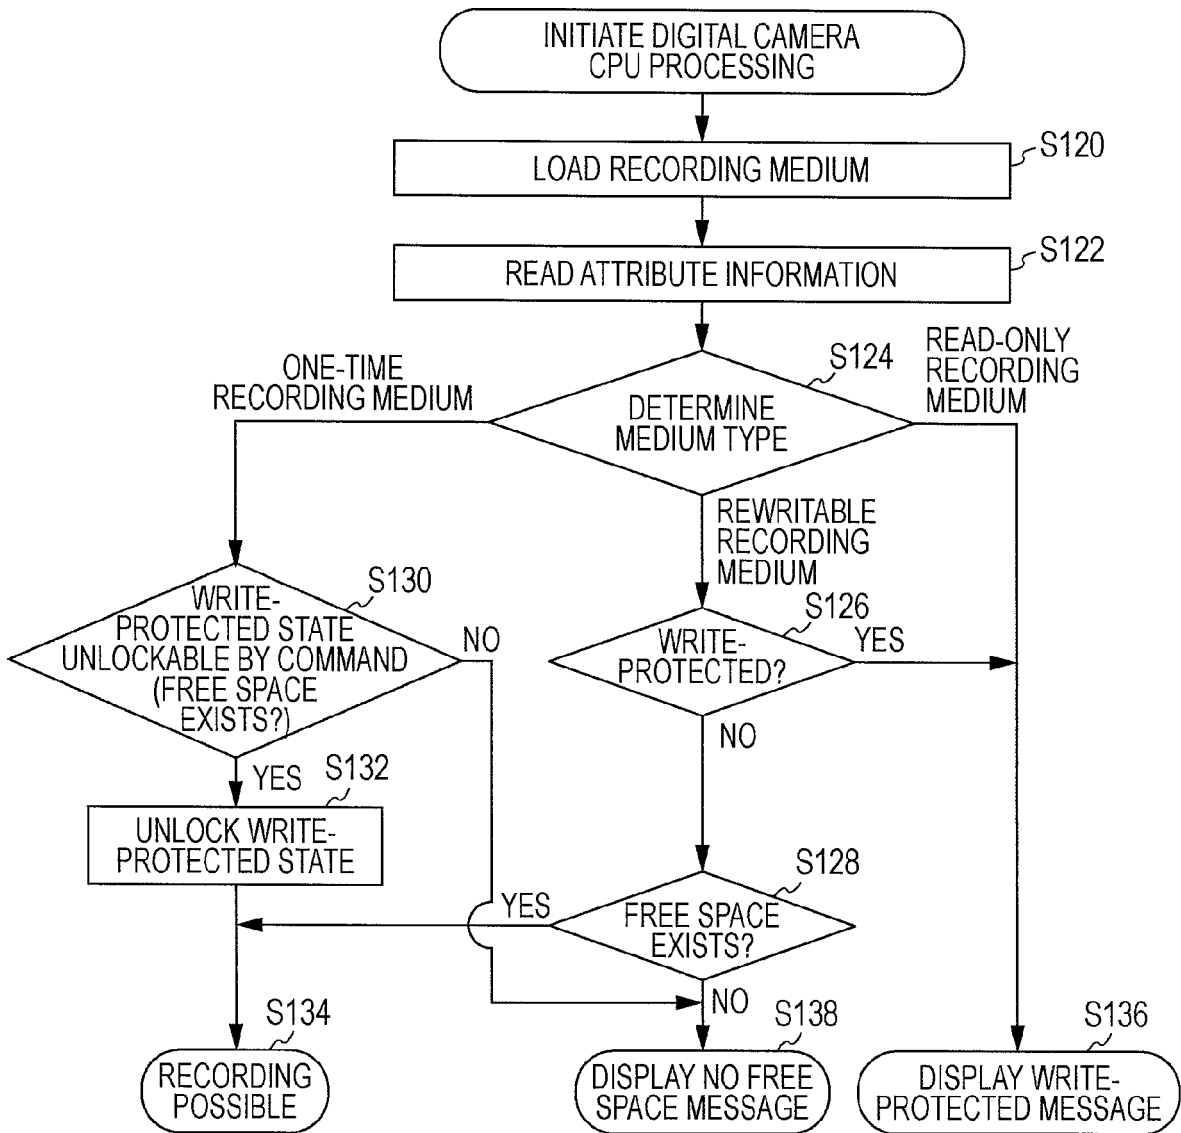 INITIATE DIGITAL CAMERA
CPU PROCESSING
S120
LOAD RECORDING MEDIUM
S122
READ ATTRIBUTE INFORMATION
ONE-TIME
RECORDING MEDIUM
S124
READ-ONLY
RECORDING
MEDIUM
DETERMINE
MEDIUM TYPE
REWRITABLE
RECORDING
MEDIUM
S130
WRITE-
PROTECTED STATE
UNLOCKABLE BY COMMAND
(FREE SPACE
EXISTS?)
NO
S126
WRITE-
PROTECTED?
YES
NO
YES
S132
UNLOCK WRITE-
PROTECTED STATE
S128
FREE SPACE
EXISTS?
YES
NO
S134
RECORDING
POSSIBLE
S138
DISPLAY NO FREE
SPACE MESSAGE
S136
DISPLAY WRITE-
PROTECTED MESSAGE